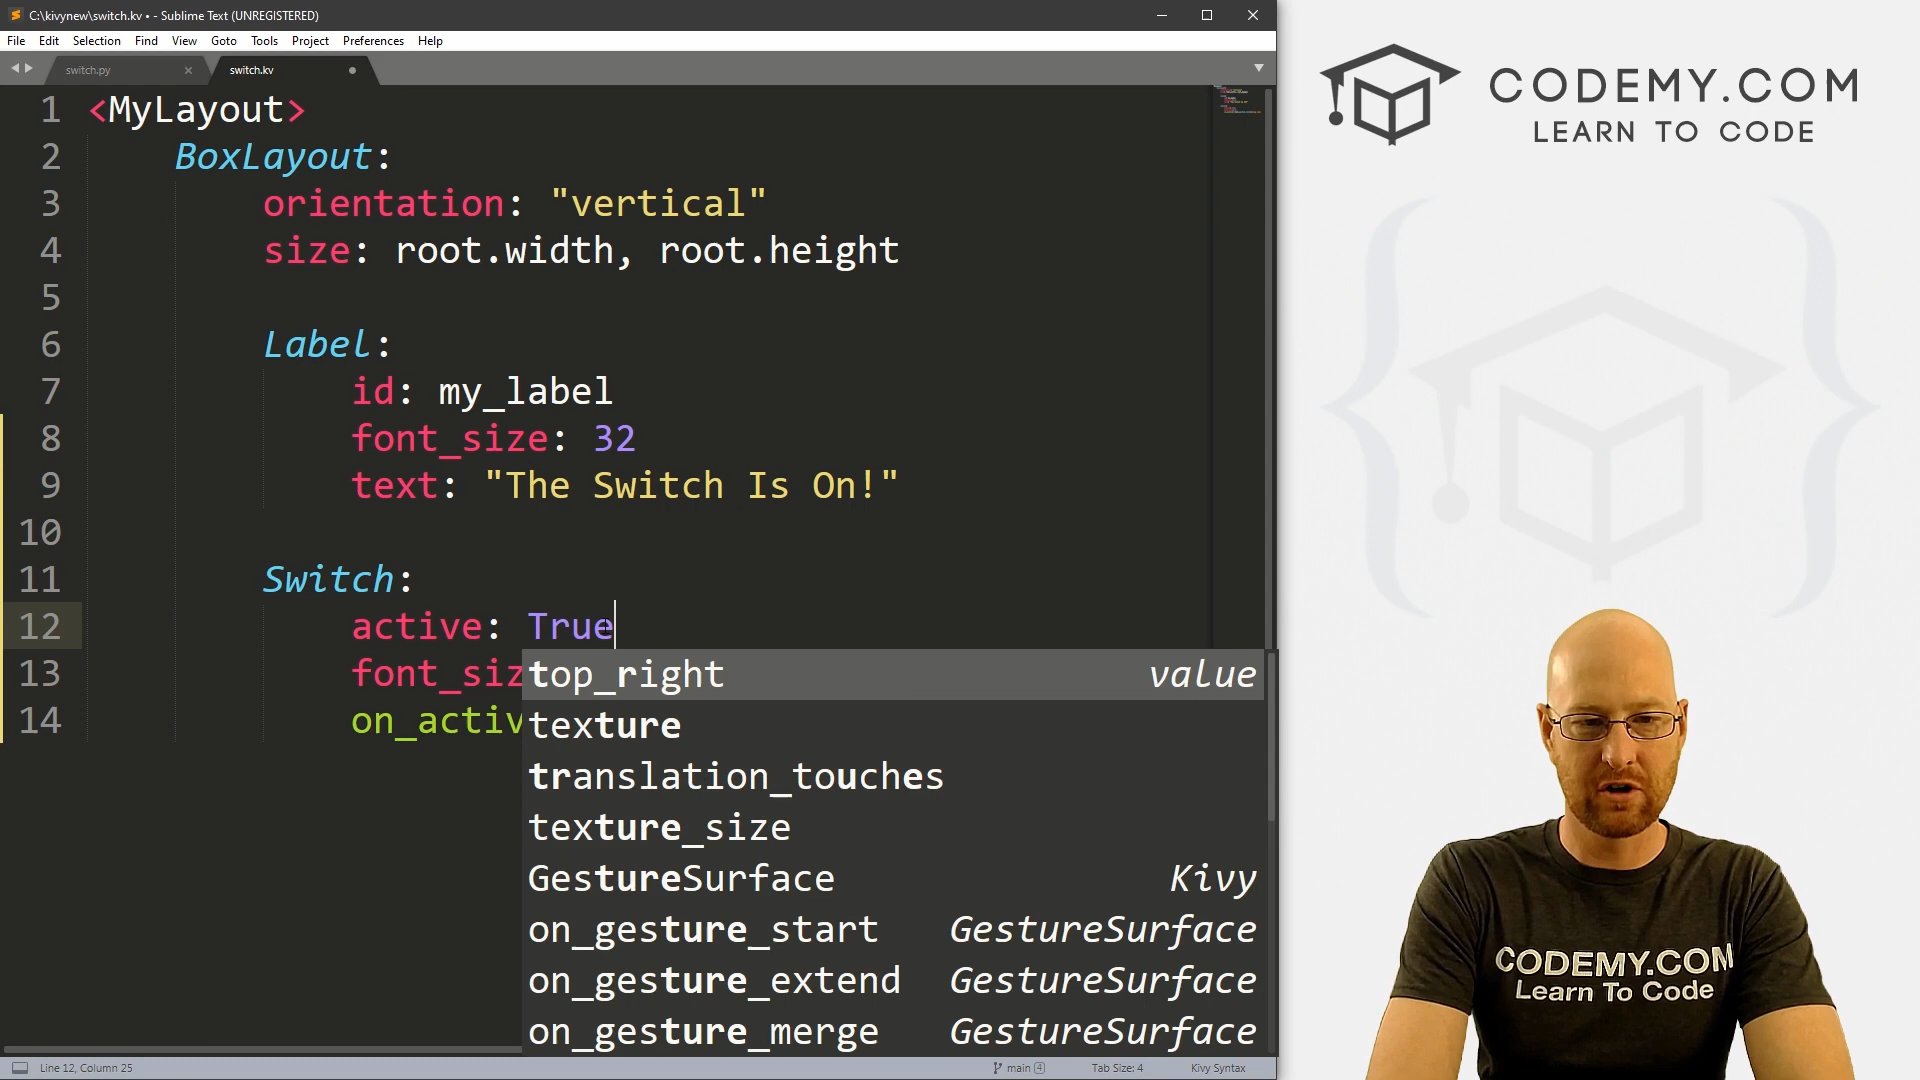 C:\kivynew\switch.kv • - Sublime Text (UNREGISTERED)
File Edit Selection Find View Goto Tools Project Preferences Help
switch.py
switch.kv
1 <MyLayout>
2 BoxLayout:
3 orientation: "vertical"
4 size: root.width, root.height
5
6 Label:
7 id: my_label
8 font_size: 32
9 text: "The Switch Is On!"
10
11 Switch:
12 active: True
13 font_siz
14 on_activ
top_right value
texture
translation_touches
texture_size
GestureSurface Kivy
on_gesture_start GestureSurface
on_gesture_extend GestureSurface
on_gesture_merge GestureSurface
Line 12, Column 25
main 4
Tab Size: 4
Kivy Syntax
CODEMY.COM
LEARN TO CODE
CODEMY.COM
Learn To Code